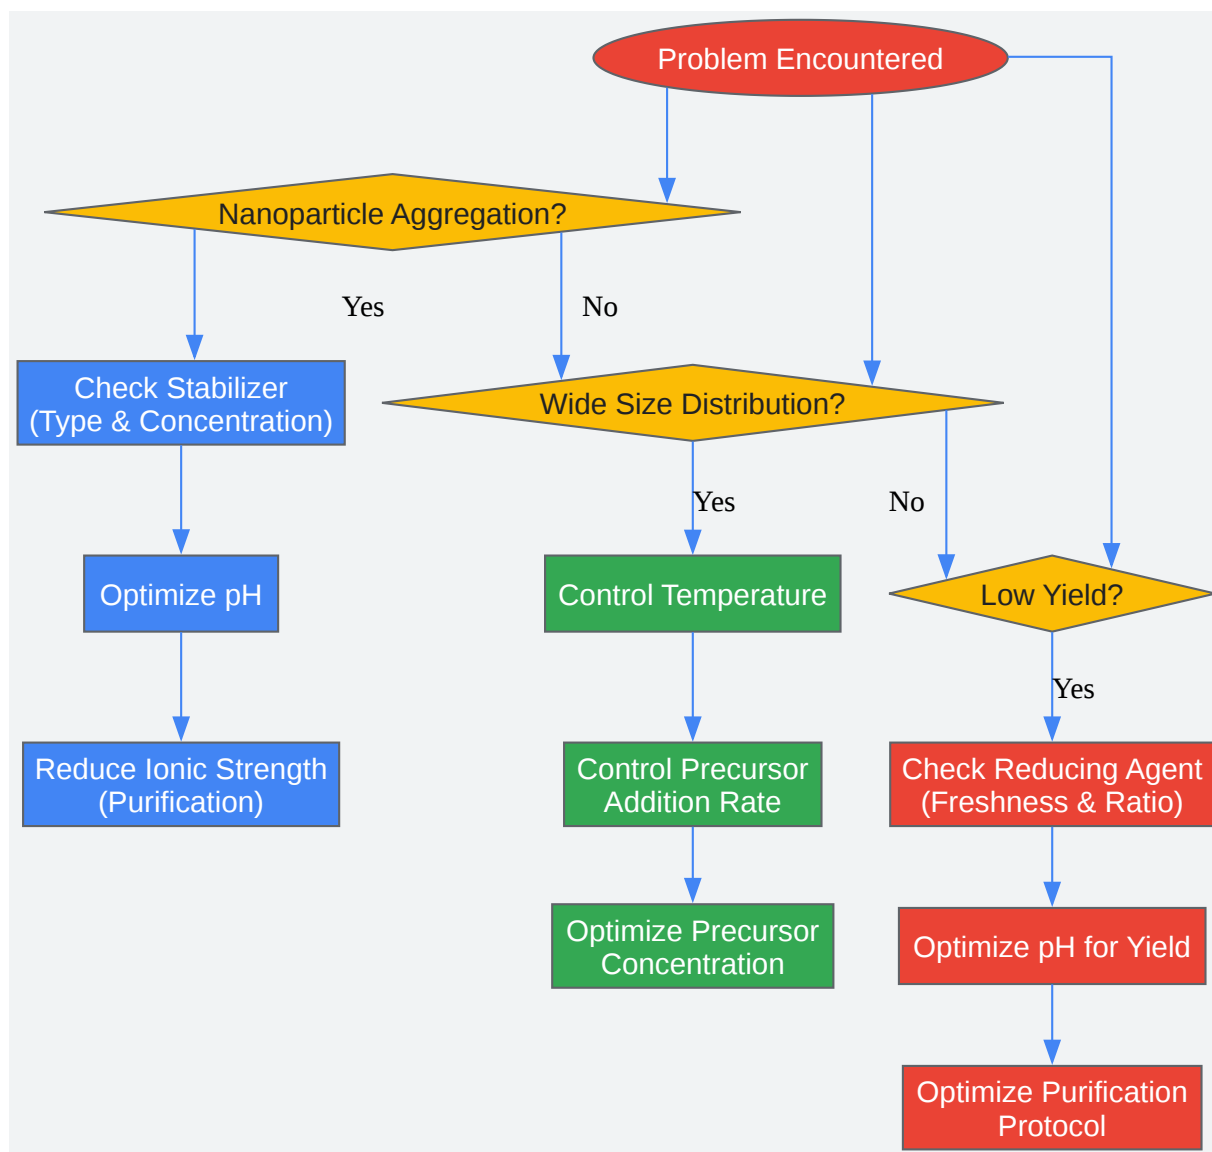 Problem Encountered
Nanoparticle Aggregation?
Yes
No
Check Stabilizer
(Type & Concentration)
Wide Size Distribution?
Yes
No
Optimize pH
Control Temperature
Low Yield?
Yes
Reduce Ionic Strength
(Purification)
Control Precursor
Addition Rate
Check Reducing Agent
(Freshness & Ratio)
Optimize Precursor
Concentration
Optimize pH for Yield
Optimize Purification
Protocol